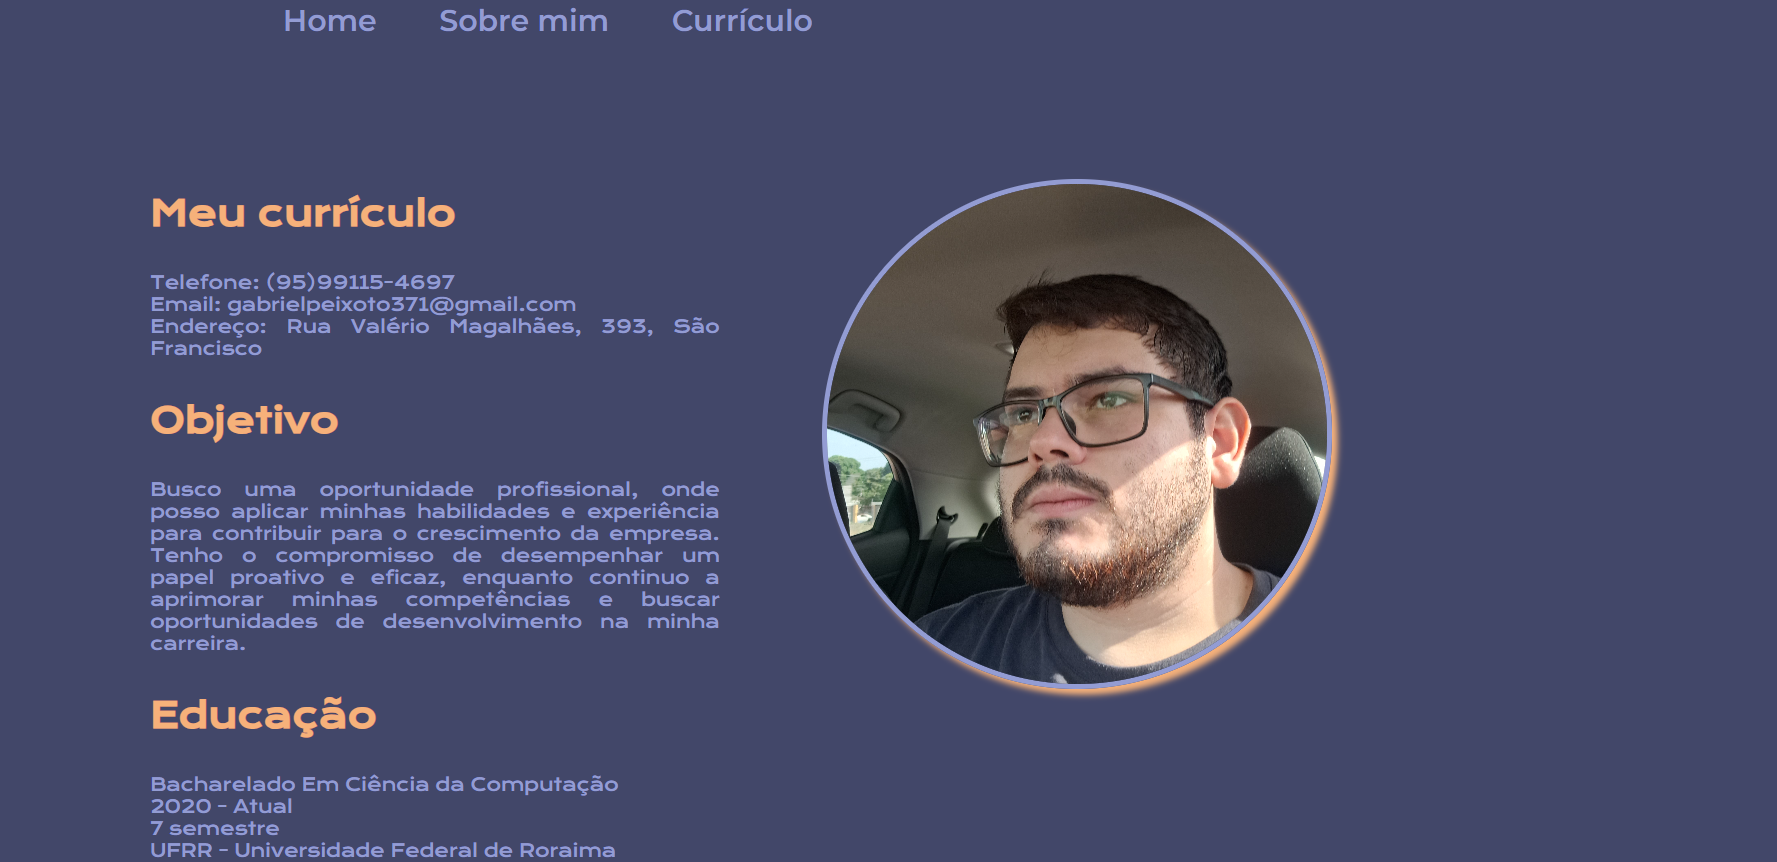 Home Sobre mim Currículo
Meu currículo
Telefone: (95)99115-4697
Email: gabrielpeixoto371@gmail.com
Endereço: Rua Valério Magalhães, 393, São
Francisco
Objetivo
Busco uma oportunidade profissional, onde
posso aplicar minhas habilidades e experiência
para contribuir para o crescimento da empresa.
Tenho o compromisso de desempenhar um
papel proativo e eficaz, enquanto continuo a
aprimorar minhas competências e buscar
oportunidades de desenvolvimento na minha
carreira.
Educação
Bacharelado Em Ciência da Computação
2020 - Atual
7 semestre
UFRR - Universidade Federal de Roraima